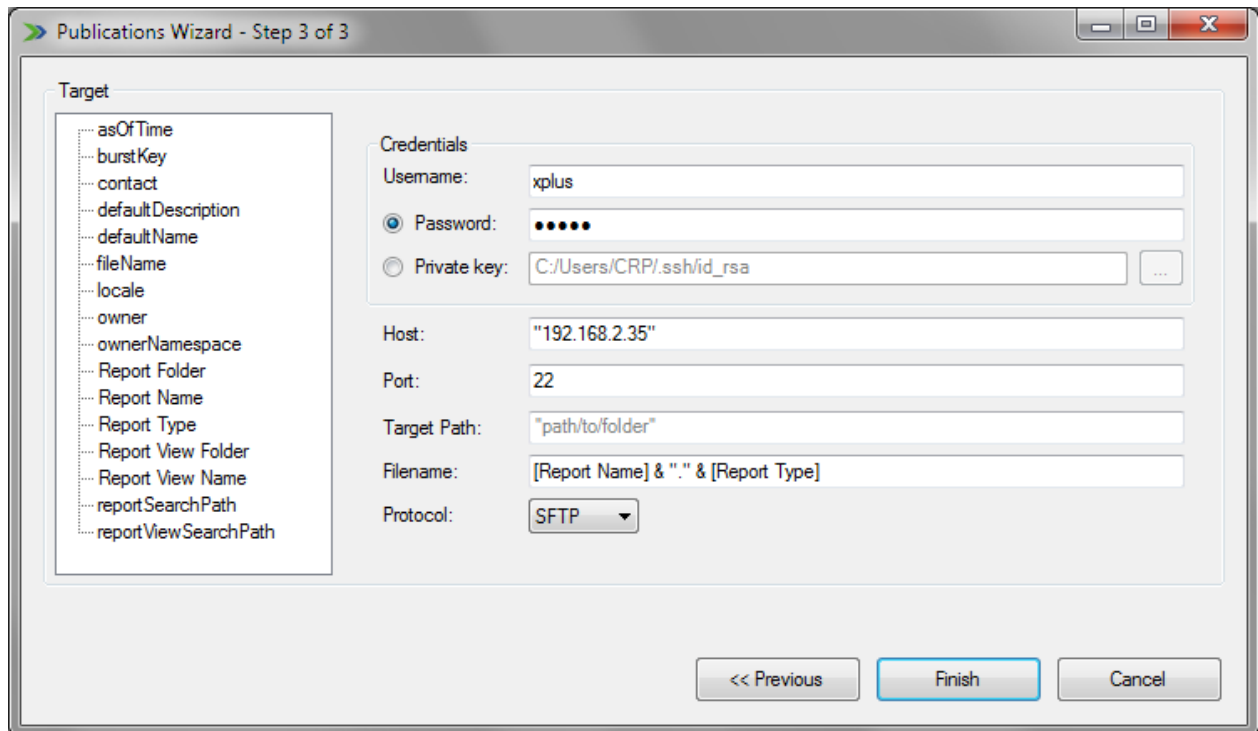 Publications Wizard - Step 3 of 3
Target
asOfTime
burstKey
contact
defaultDescription
defaultName
fileName
locale
owner
ownerNamespace
Report Folder
Report Name
Report Type
Report View Folder
Report View Name
reportSearchPath
reportViewSearchPath
Credentials
Username: xplus
Password: •••••
Private key: C:/Users/CRP/.ssh/id_rsa ...
Host: "192.168.2.35"
Port: 22
Target Path: "path/to/folder"
Filename: [Report Name] & "." & [Report Type]
Protocol: SFTP
<< Previous Finish Cancel